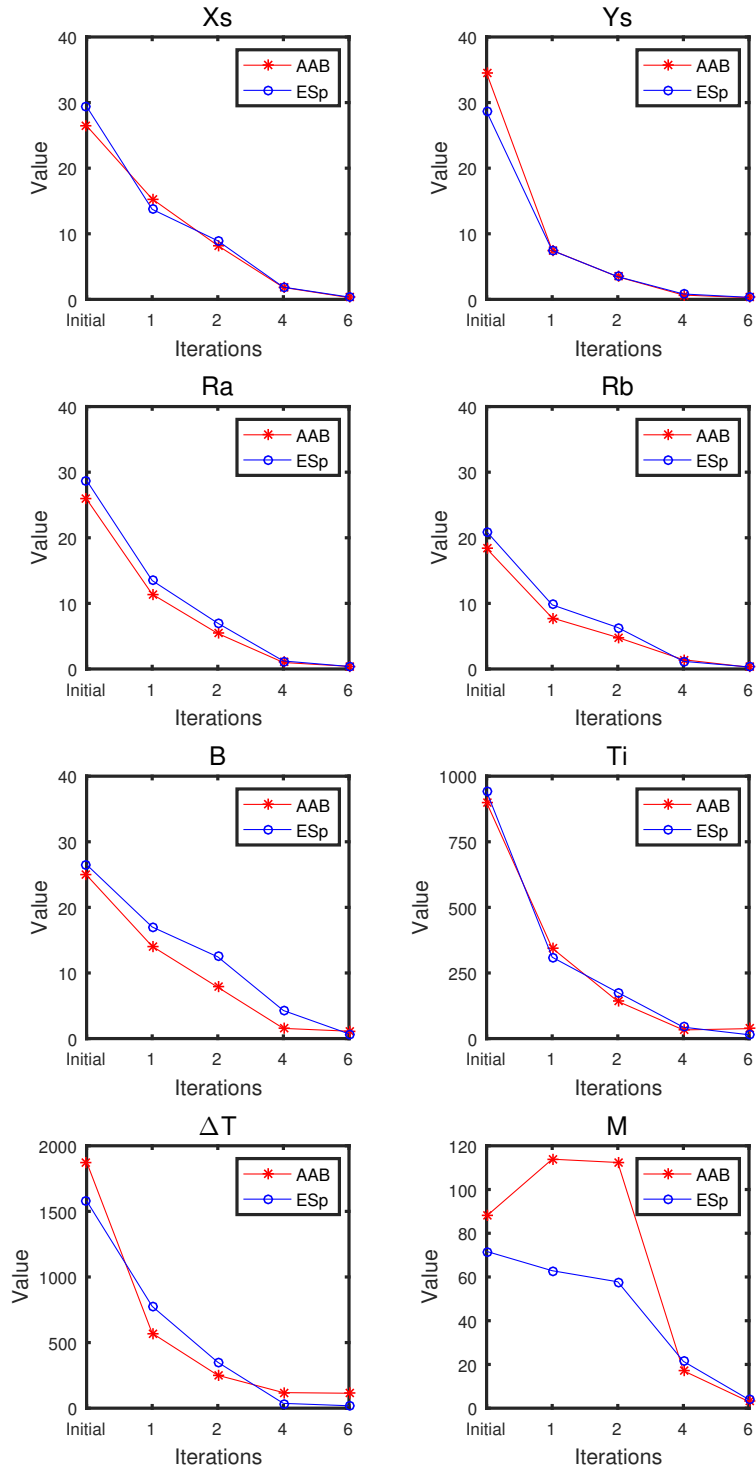 Xs
40
30
20
10
0
Value
Initial 1 2 4 6
Iterations
AAB
ESp
Ys
40
30
20
10
0
Value
Initial 1 2 4 6
Iterations
AAB
ESp
Ra
40
30
20
10
0
Value
Initial 1 2 4 6
Iterations
AAB
ESp
Rb
40
30
20
10
0
Value
Initial 1 2 4 6
Iterations
AAB
ESp
B
40
30
20
10
0
Value
Initial 1 2 4 6
Iterations
AAB
ESp
Ti
1000
750
500
250
0
Value
Initial 1 2 4 6
Iterations
AAB
ESp
ΔT
2000
1500
1000
500
0
Value
Initial 1 2 4 6
Iterations
AAB
ESp
M
120
100
80
60
40
20
0
Value
Initial 1 2 4 6
Iterations
AAB
ESp